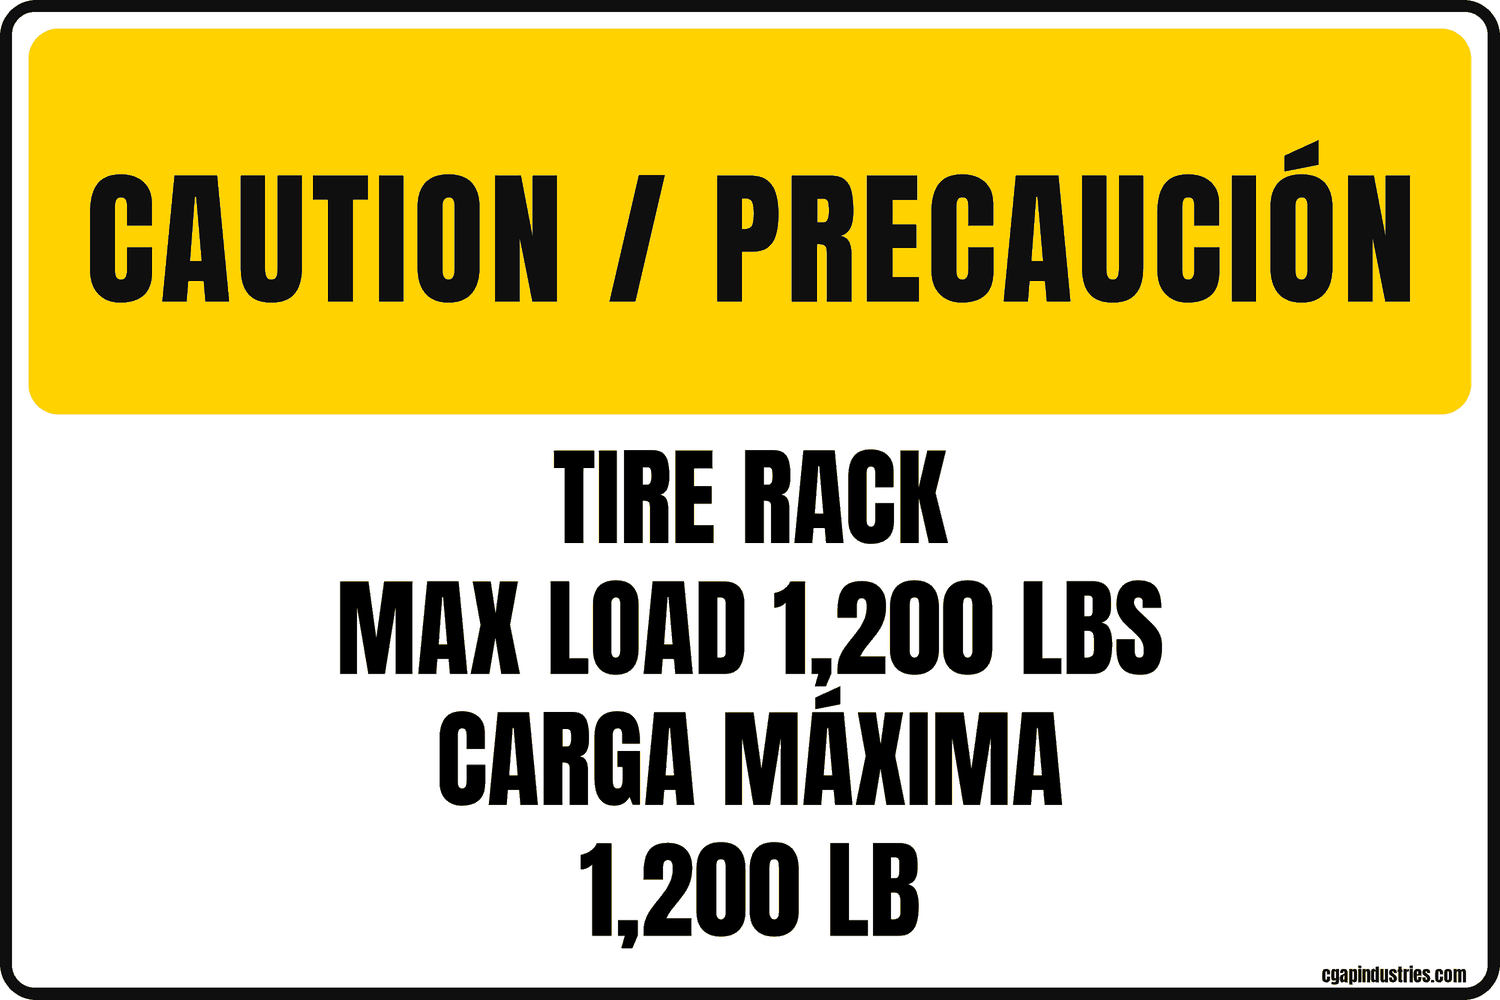 CAUTION / PRECAUCIÓN
TIRE RACK
MAX LOAD 1,200 LBS
CARGA MÁXIMA
1,200 LB
cgapindustries.com